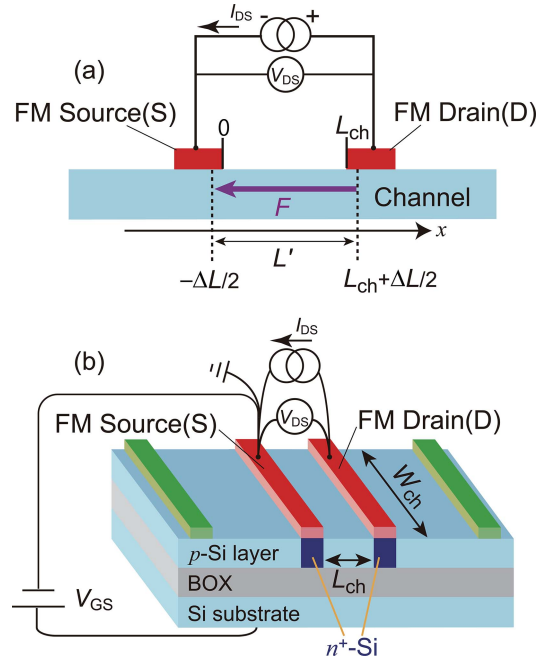 I_DS - +
(a)
V_DS
FM Source(S)
FM Drain(D)
0
L_ch
F
Channel
x
L'
−ΔL/2
L_ch+ΔL/2
(b)
I_DS
V_DS
FM Source(S)
FM Drain(D)
W_ch
p-Si layer
L_ch
BOX
V_GS
Si substrate
n⁺-Si